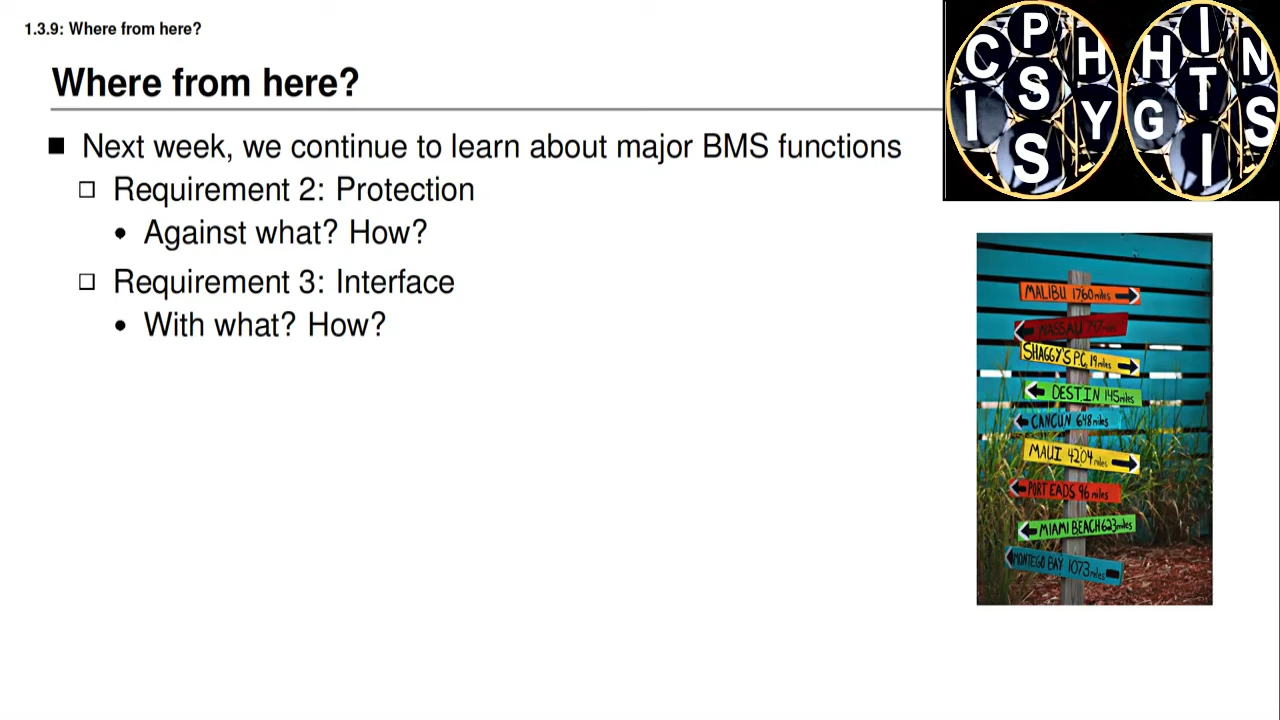 1.3.9: Where from here?
Where from here?
Next week, we continue to learn about major BMS functions
Requirement 2: Protection
Against what? How?
Requirement 3: Interface
With what? How?
C P H
S
I Y
S
H I N
T
G S
I
MALIBU 1760 miles
NASSAU 747 miles
SHAGGY'S P.C. 19 miles
DESTIN 145 miles
CANCUN 648 miles
MAUI 4204 miles
PORT EADS 96 miles
MIAMI BEACH 623 miles
MONTEGO BAY 1073 miles